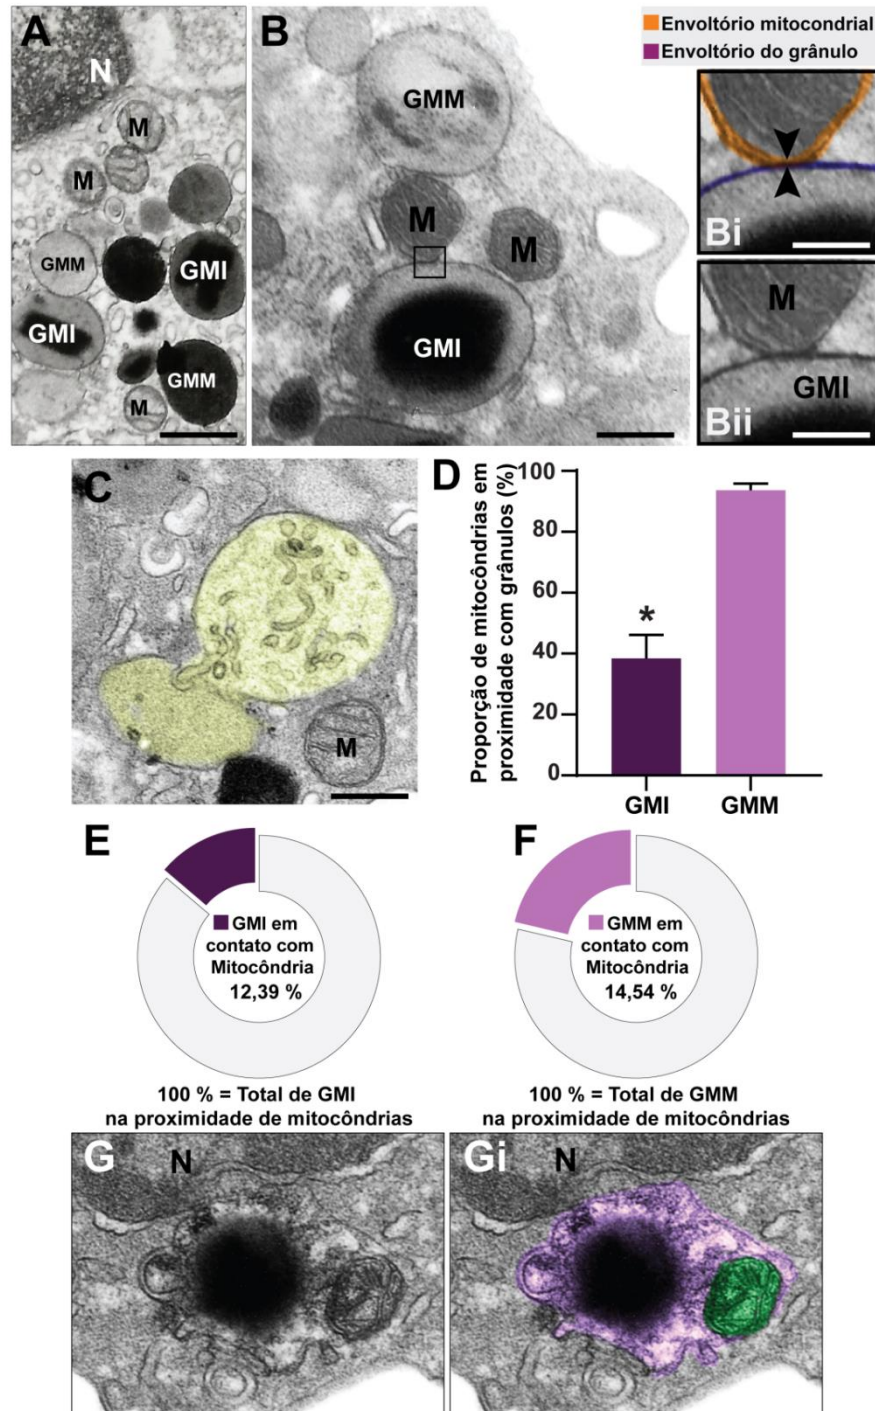 A
N
M
M
GMM
GMI
GMI
GMM
M
B
GMM
M
M
GMI
Envoltório mitocondrial
Envoltório do grânulo
Bi
M
GMI
Bii
C
M
D
Proporção de mitocôndrias em
proximidade com grânulos (%)
100
80
60
40
20
0
*
GMI
GMM
E
GMI em
contato com
Mitocôndria
12,39 %
100 % = Total de GMI
na proximidade de mitocôndrias
F
GMM em
contato com
Mitocôndria
14,54 %
100 % = Total de GMM
na proximidade de mitocôndrias
G
N
Gi
N